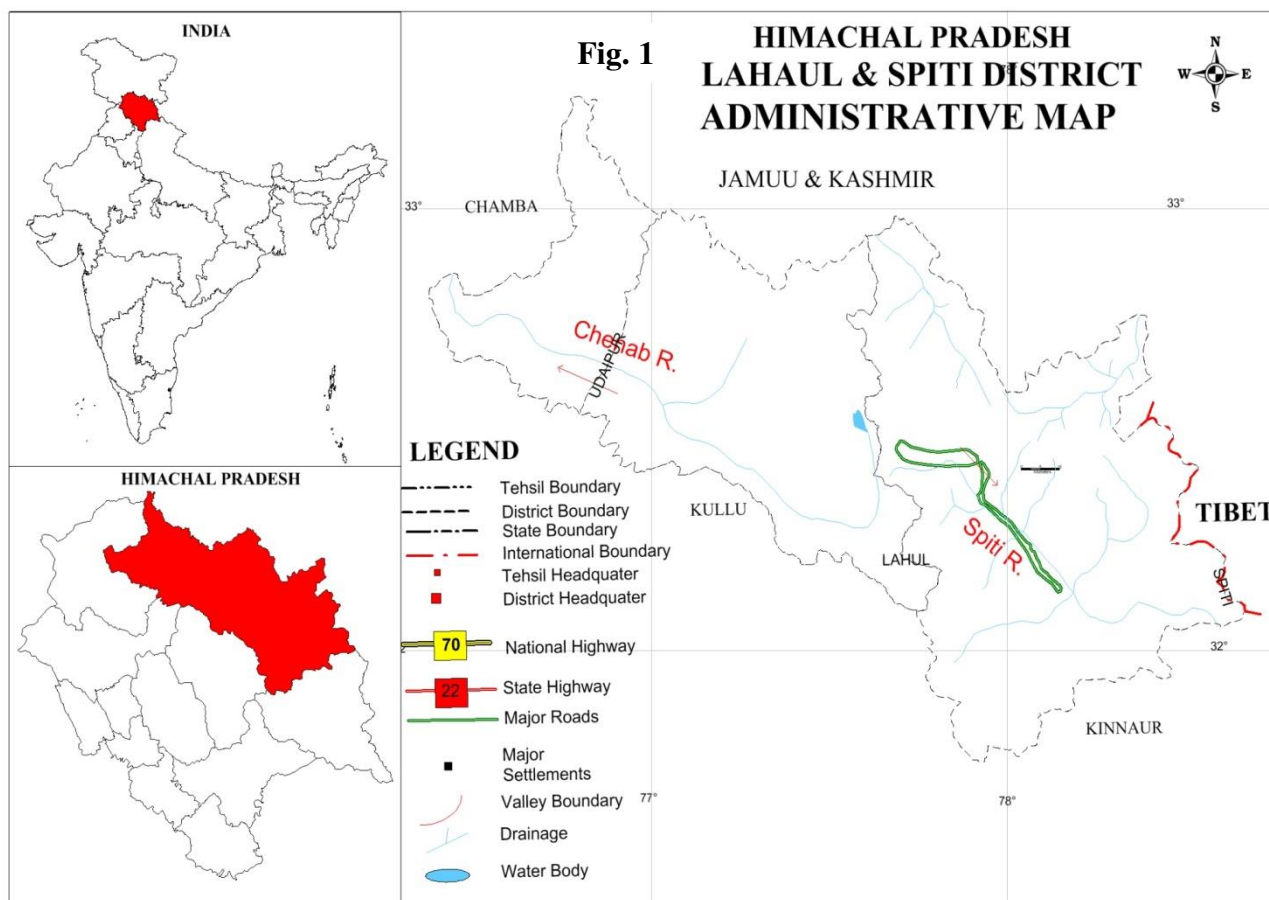 INDIA
HIMACHAL PRADESH
Fig. 1
HIMACHAL PRADESH
LAHAUL & SPITI DISTRICT
ADMINISTRATIVE MAP
78°
N
W E
S
JAMUU & KASHMIR
CHAMBA
33°
33°
Chenab R.
UDAIPUR
KULLU
LAHUL
Spiti R.
TIBET
SPITI
32°
KINNAUR
77°
78°
LEGEND
Tehsil Boundary
District Boundary
State Boundary
International Boundary
Tehsil Headquater
District Headquater
70 National Highway
22 State Highway
Major Roads
Major
Settlements
Valley Boundary
Drainage
Water Body